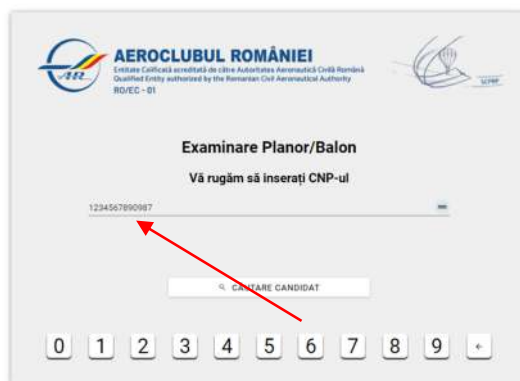 AEROCLUBUL ROMÂNIEI
Entitate Calificată acreditată de către Autoritatea Aeronautică Civilă Română
Qualified Entity authorized by the Romanian Civil Aeronautical Authority
RO/EC - 01
AR
Examinare Planor/Balon
Vă rugăm să inserați CNP-ul
1234567890987
CĂUTARE CANDIDAT
0 1 2 3 4 5 6 7 8 9 ←